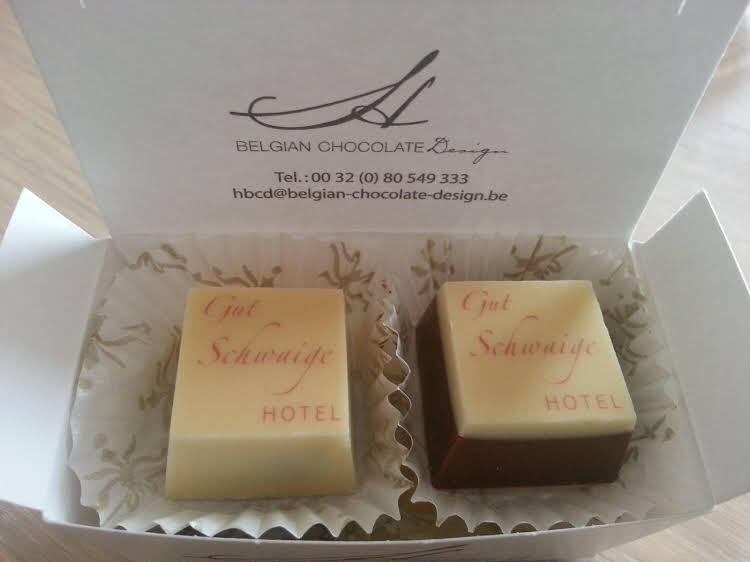 BELGIAN CHOCOLATE Design
Tel.: 00 32 (0) 80 549 333
hbcd@belgian-chocolate-design.be
Gut
Schwaige
HOTEL
Gut
Schwaige
HOTEL